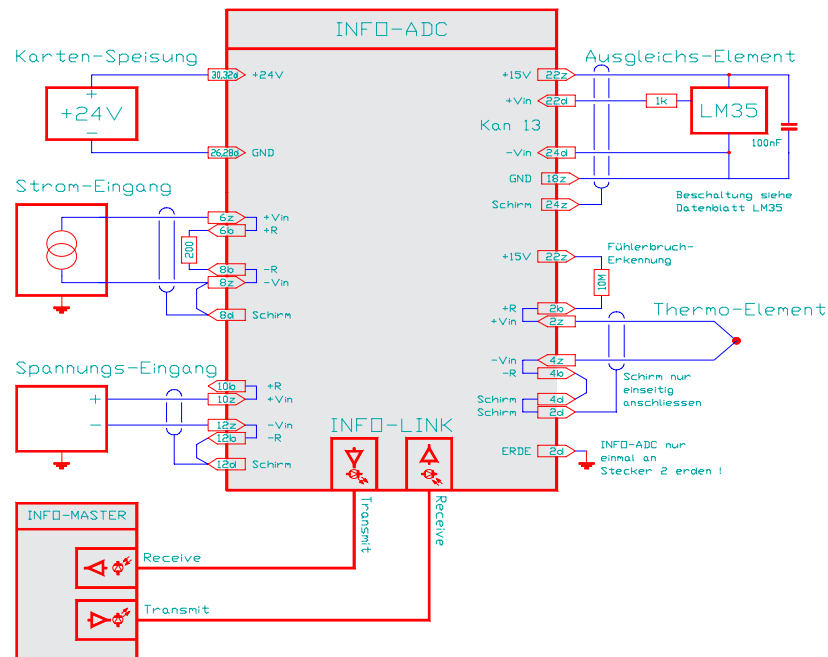 INFO-ADC
Karten-Speisung
+
+24V
-
30,32d
+24V
26,28d
GND
Strom-Eingang
6z
+Vin
6b
+R
200
8b
-R
8z
-Vin
8d
Schirm
Spannungs-Eingang
+
-
10b
+R
10z
+Vin
12z
-Vin
12b
-R
12d
Schirm
Ausgleichs-Element
+15V
22z
+Vin
22d
1k
LM35
Kan 13
100nF
-Vin
24d
GND
18z
Schirm
24z
Beschaltung siehe
Datenblatt LM35
+15V
22z
Fühlerbruch-
Erkennung
10M
+R
2b
+Vin
2z
Thermo-Element
-Vin
4z
-R
4b
Schirm
4d
Schirm
2d
Schirm nur
einseitig
anschliessen
ERDE
2d
INFO-ADC nur
einmal an
Stecker 2 erden !
INFO-LINK
Transmit
Receive
INFO-MASTER
Receive
Transmit